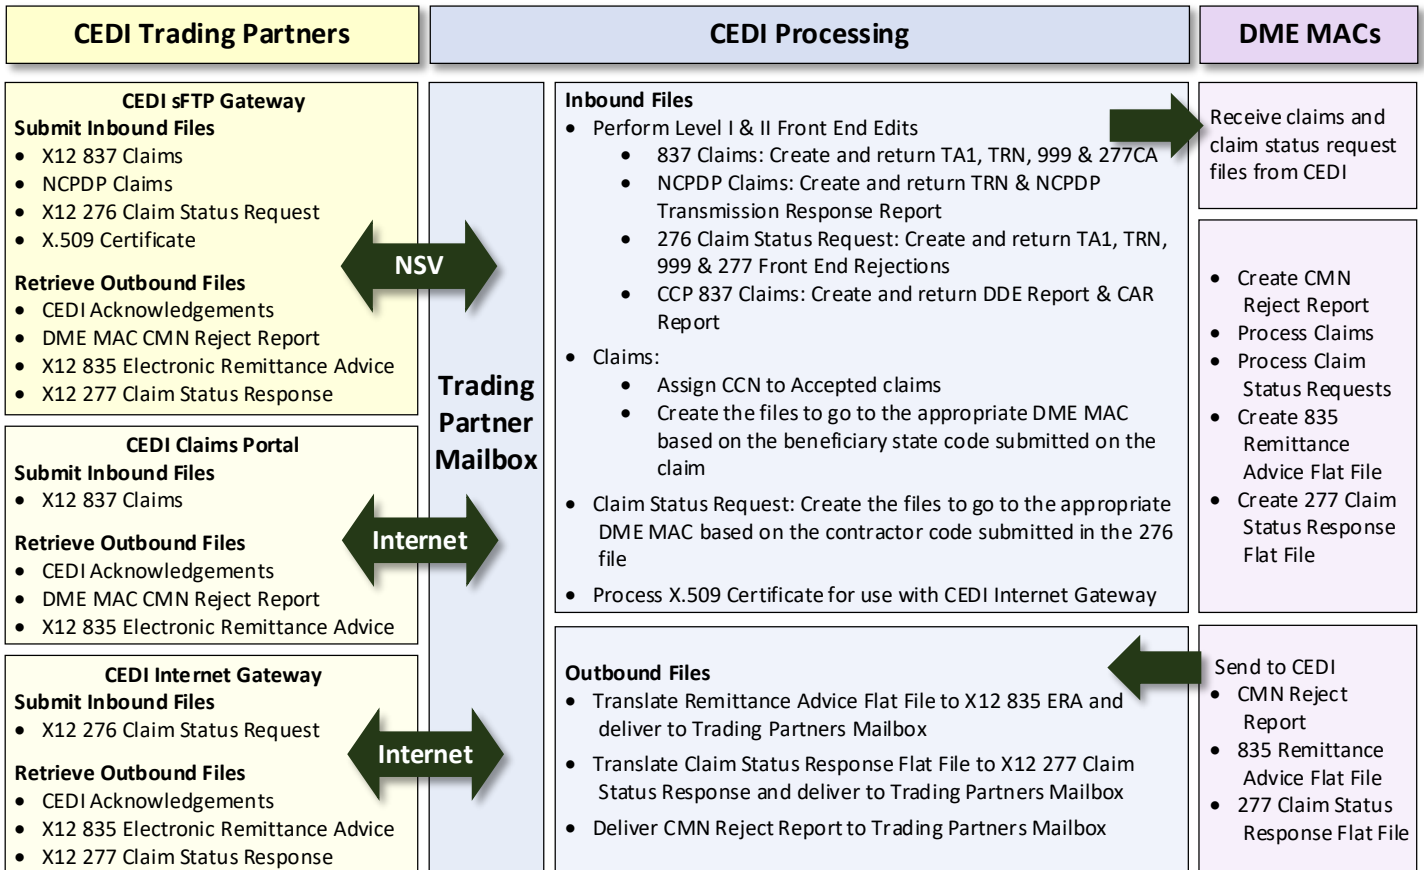 CEDI Trading Partners
CEDI Processing
DME MACs
CEDI sFTP Gateway
Submit Inbound Files
• X12 837 Claims
• NCPDP Claims
• X12 276 Claim Status Request
• X.509 Certificate
Retrieve Outbound Files
• CEDI Acknowledgements
• DME MAC CMN Reject Report
• X12 835 Electronic Remittance Advice
• X12 277 Claim Status Response
NSV
CEDI Claims Portal
Submit Inbound Files
• X12 837 Claims
Retrieve Outbound Files
• CEDI Acknowledgements
• DME MAC CMN Reject Report
• X12 835 Electronic Remittance Advice
Internet
CEDI Internet Gateway
Submit Inbound Files
• X12 276 Claim Status Request
Retrieve Outbound Files
• CEDI Acknowledgements
• X12 835 Electronic Remittance Advice
• X12 277 Claim Status Response
Internet
Trading
Partner
Mailbox
Inbound Files
• Perform Level I & II Front End Edits
• 837 Claims: Create and return TA1, TRN, 999 & 277CA
• NCPDP Claims: Create and return TRN & NCPDP
Transmission Response Report
• 276 Claim Status Request: Create and return TA1, TRN,
999 & 277 Front End Rejections
• CCP 837 Claims: Create and return DDE Report & CAR
Report
• Claims:
• Assign CCN to Accepted claims
• Create the files to go to the appropriate DME MAC
based on the beneficiary state code submitted on the
claim
• Claim Status Request: Create the files to go to the appropriate
DME MAC based on the contractor code submitted in the 276
file
• Process X.509 Certificate for use with CEDI Internet Gateway
Outbound Files
• Translate Remittance Advice Flat File to X12 835 ERA and
deliver to Trading Partners Mailbox
• Translate Claim Status Response Flat File to X12 277 Claim
Status Response and deliver to Trading Partners Mailbox
• Deliver CMN Reject Report to Trading Partners Mailbox
Receive claims and
claim status request
files from CEDI
• Create CMN
Reject Report
• Process Claims
• Process Claim
Status Requests
• Create 835
Remittance
Advice Flat File
• Create 277 Claim
Status Response
Flat File
Send to CEDI
• CMN Reject
Report
• 835 Remittance
Advice Flat File
• 277 Claim Status
Response Flat File